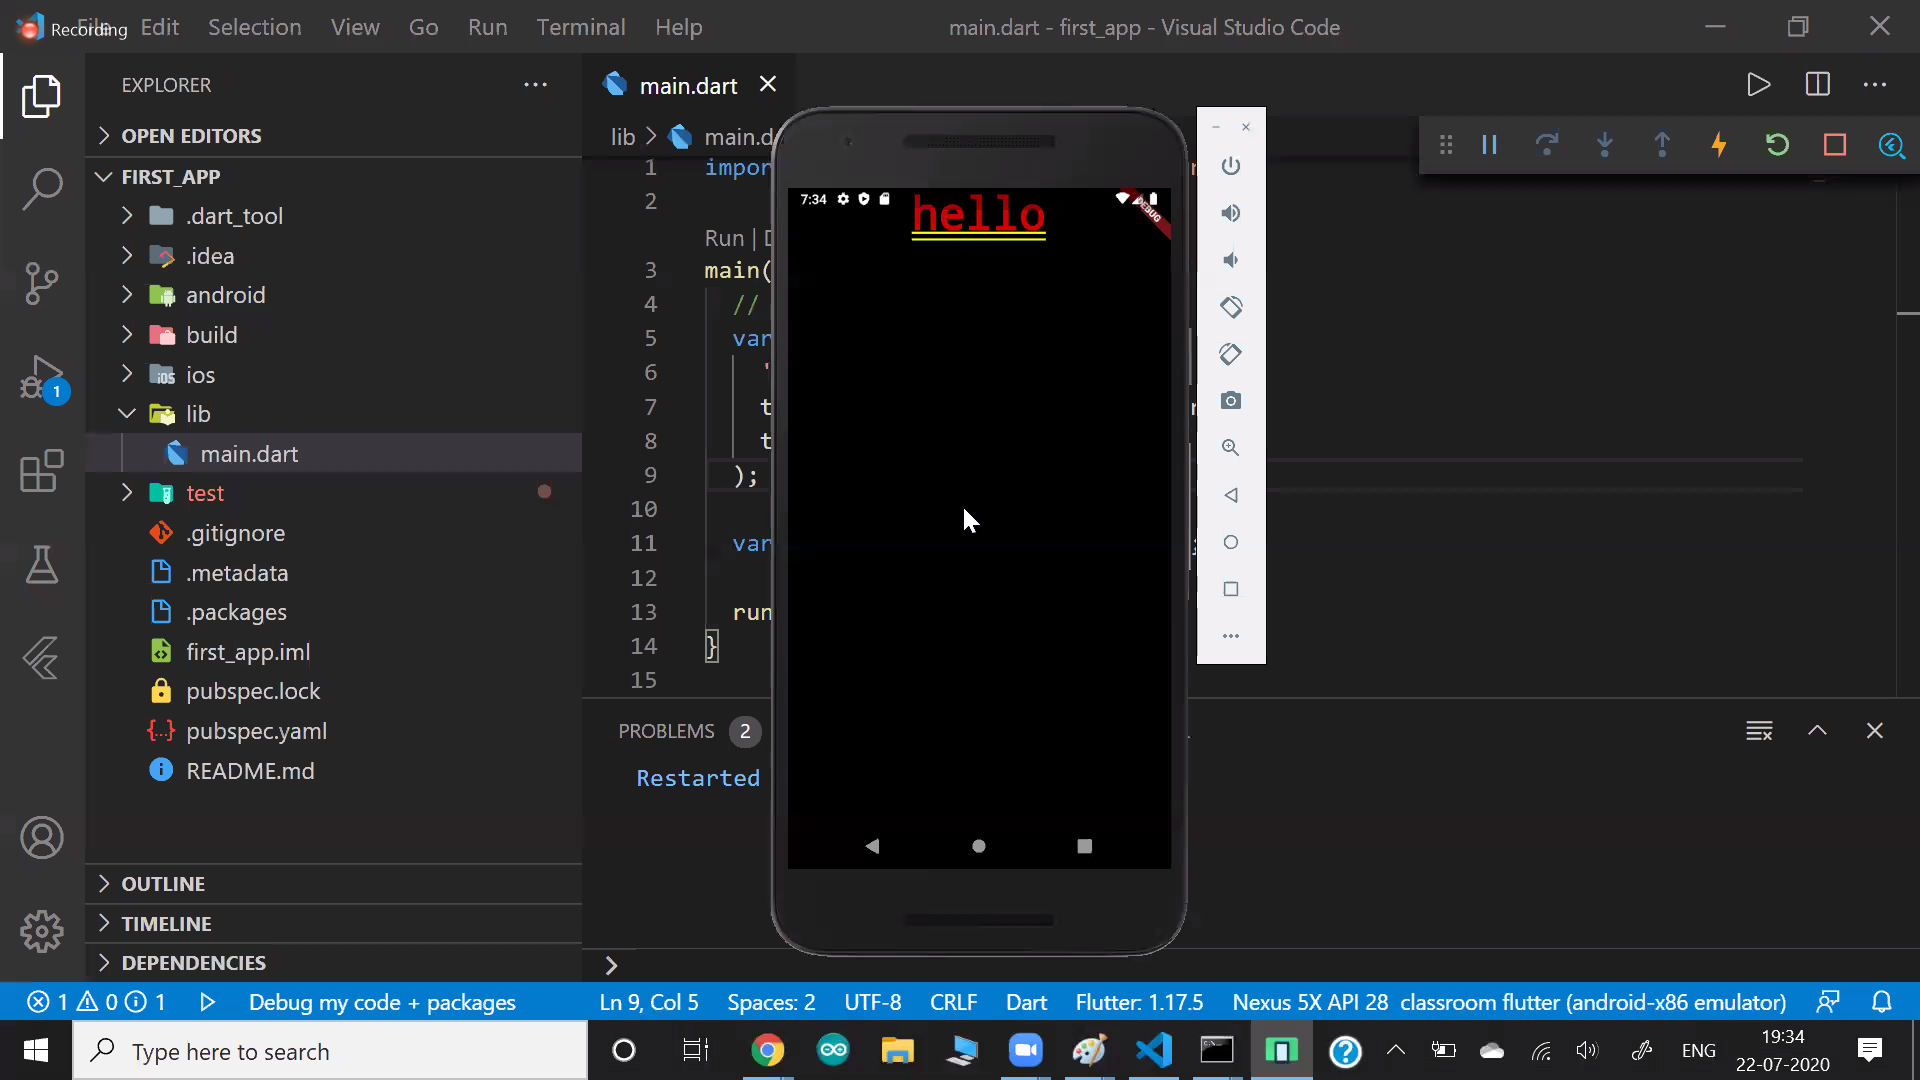 Recording
File Edit Selection View Go Run Terminal Help
main.dart - first_app - Visual Studio Code
EXPLORER
OPEN EDITORS
FIRST_APP
.dart_tool
.idea
android
build
ios
lib
main.dart
test
.gitignore
.metadata
.packages
first_app.iml
pubspec.lock
pubspec.yaml
README.md
OUTLINE
TIMELINE
DEPENDENCIES
1
main.dart
lib > main.d
1 impor
2
Run | D
3 main(
4 //
5 var
6 '
7 t
8 t
9 );
10
11 var
12
13 run
14 }
15
7:34
hello
DEBUG
PROBLEMS 2
Restarted
1 0 1 Debug my code + packages
Ln 9, Col 5 Spaces: 2 UTF-8 CRLF Dart Flutter: 1.17.5 Nexus 5X API 28 classroom flutter (android-x86 emulator)
Type here to search
ENG
19:34
22-07-2020